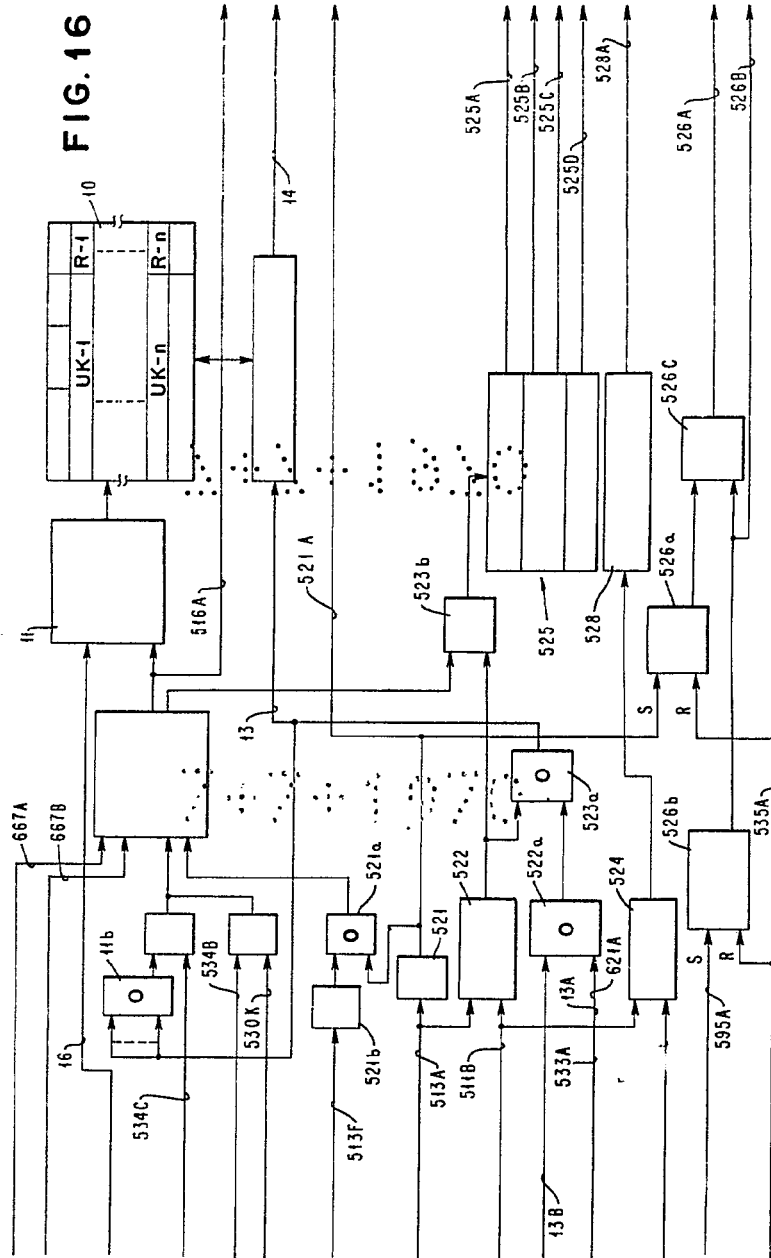 FIG. 16
10
R-1
UK-1
R-n
UK-n
14
11
516A
521A
13
523b
525A
525B
525C
525D
528A
525
528
526A
526B
526C
526a
S
R
535A
667A
667B
16
11b
O
534C
534B
530K
521a
O
521b
513F
521
513A
522
511B
523a
O
522a
O
13A
621A
13B
533A
524
526b
S
R
595A